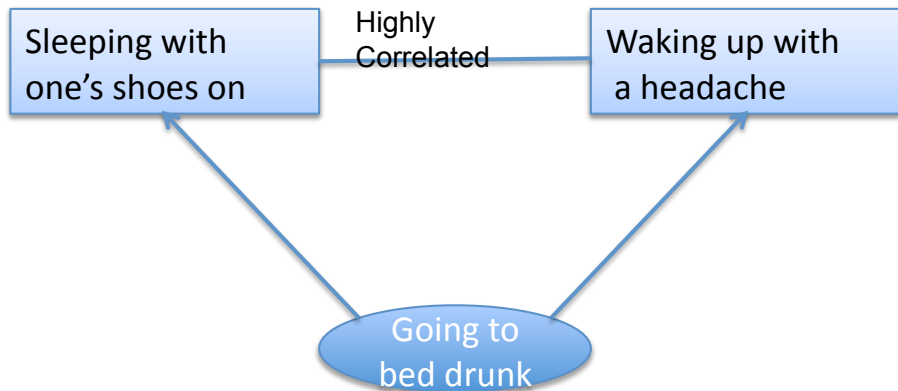 Sleeping with
one’s shoes on
Highly
Correlated
Waking up with
a headache
Going to
bed drunk